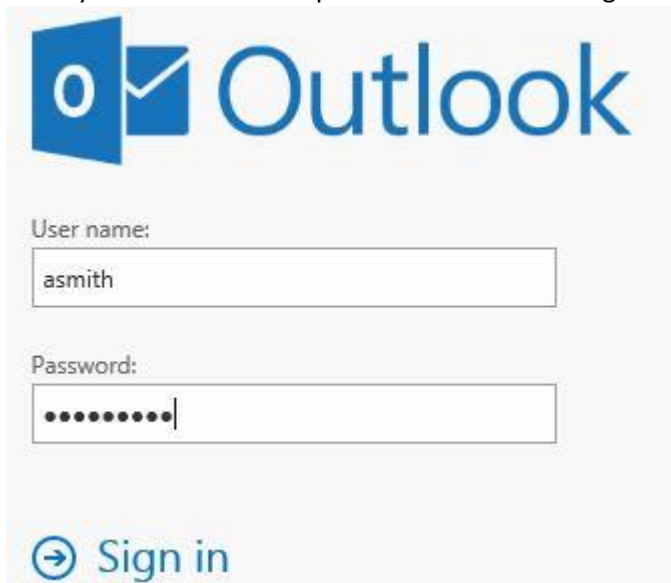 Outlook
User name:
asmith
Password:
•••••••••
Sign in